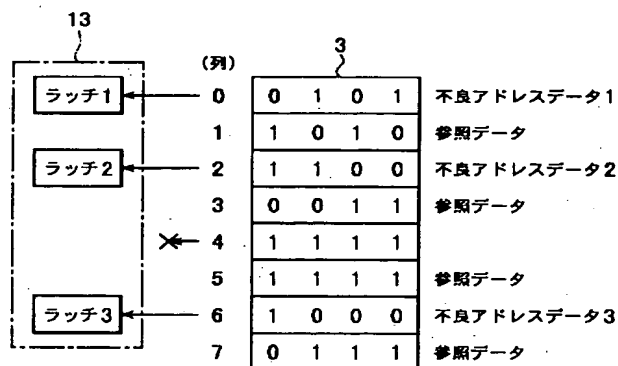 13
3
(列)
ラッチ1 0 0 1 0 1 不良アドレスデータ1
1 1 0 1 0 参照データ
ラッチ2 2 1 1 0 0 不良アドレスデータ2
3 0 0 1 1 参照データ
4 1 1 1 1
5 1 1 1 1 参照データ
ラッチ3 6 1 0 0 0 不良アドレスデータ3
7 0 1 1 1 参照データ